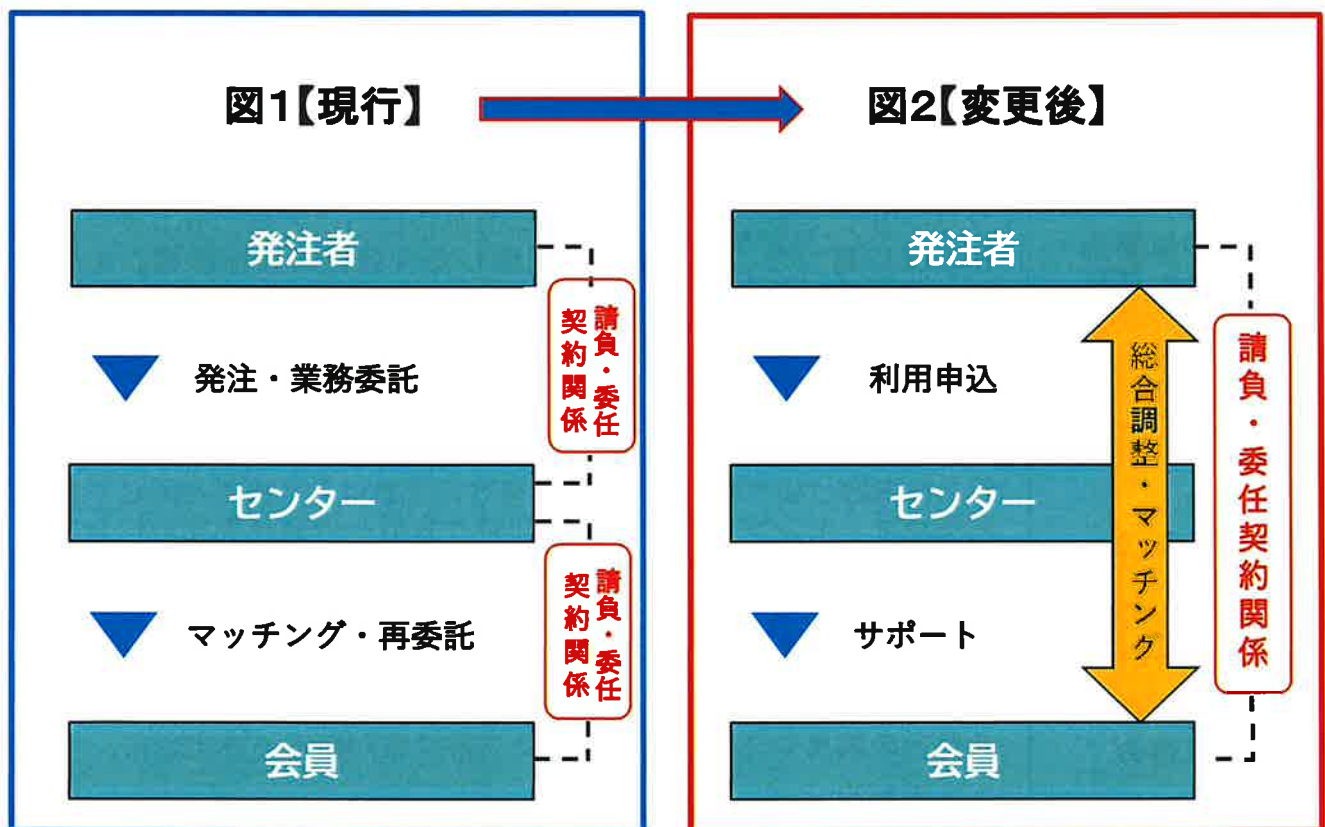 図1【現行】
発注者
発注・業務委託
請負・委任
契約関係
センター
マッチング・再委託
請負・委任
契約関係
会員
図2【変更後】
発注者
利用申込
総合調整・マッチング
請負・委任契約関係
センター
サポート
会員